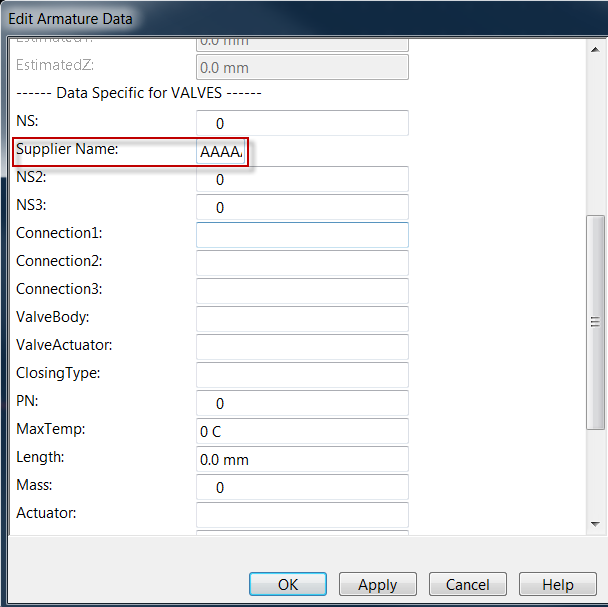 Edit Armature Data
0.0 mm
EstimatedZ: 0.0 mm
------ Data Specific for VALVES ------
NS: 0
Supplier Name: AAAA
NS2: 0
NS3: 0
Connection1:
Connection2:
Connection3:
ValveBody:
ValveActuator:
ClosingType:
PN: 0
MaxTemp: 0 C
Length: 0.0 mm
Mass: 0
Actuator:
OK Apply Cancel Help